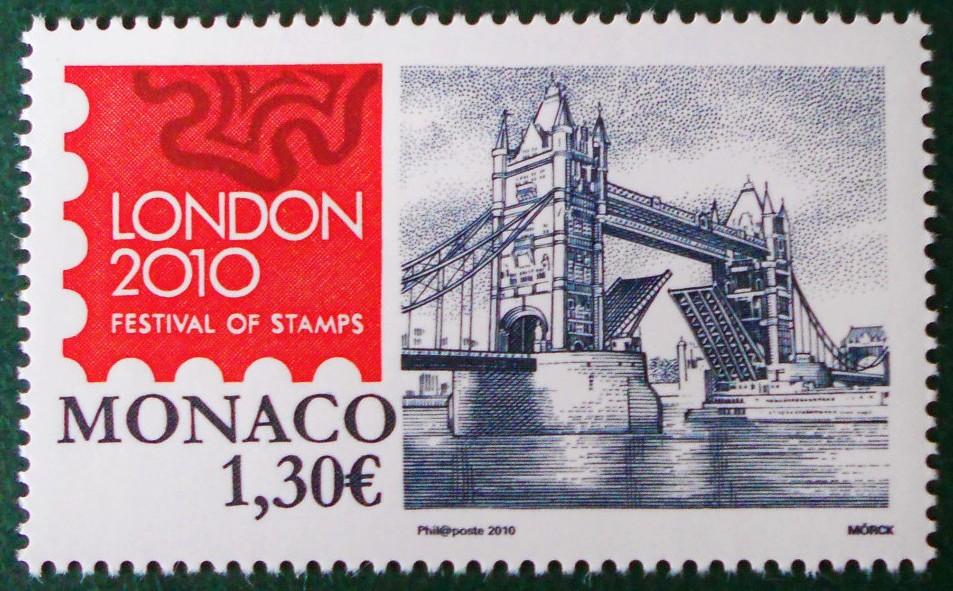 LONDON
2010
FESTIVAL OF STAMPS
MONACO
1,30€
Phil@poste 2010
MÖRCK